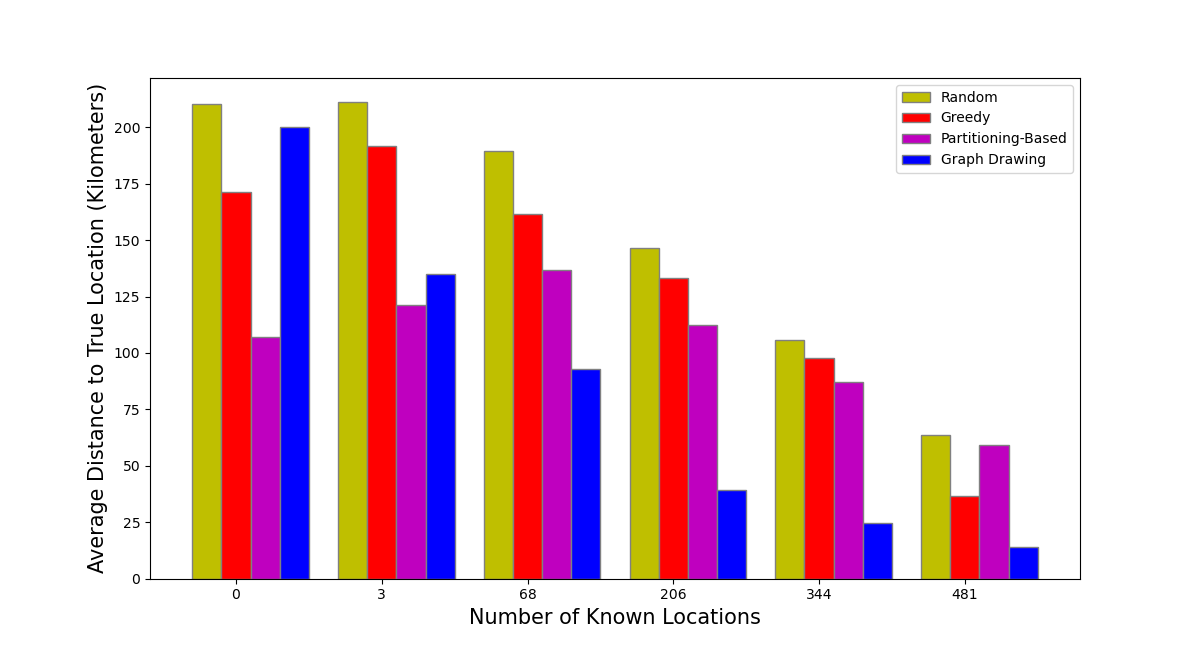 Random
Greedy
Partitioning-Based
Graph Drawing
Average Distance to True Location (Kilometers)
200
175
150
125
100
75
50
25
0
0 3 68 206 344 481
Number of Known Locations